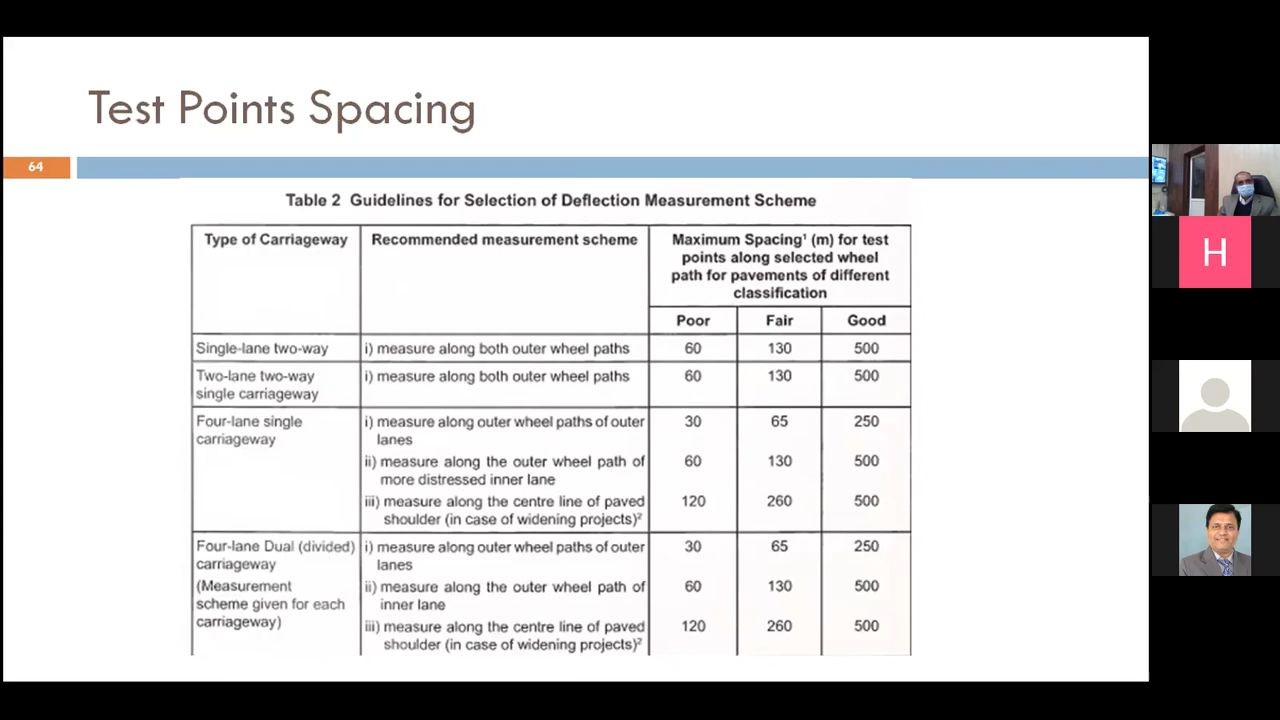 Test Points Spacing
64
Table 2 Guidelines for Selection of Deflection Measurement Scheme
Type of Carriageway
Recommended measurement scheme
Maximum Spacing¹ (m) for test
points along selected wheel
path for pavements of different
classification
Poor Fair Good
Single-lane two-way i) measure along both outer wheel paths 60 130 500
Two-lane two-way i) measure along both outer wheel paths 60 130 500
single carriageway
Four-lane single i) measure along outer wheel paths of outer 30 65 250
carriageway lanes
ii) measure along the outer wheel path of 60 130 500
more distressed inner lane
iii) measure along the centre line of paved 120 260 500
shoulder (in case of widening projects)²
Four-lane Dual (divided) i) measure along outer wheel paths of outer 30 65 250
carriageway lanes
(Measurement ii) measure along the outer wheel path of 60 130 500
scheme given for each inner lane
carriageway) iii) measure along the centre line of paved 120 260 500
shoulder (in case of widening projects)²
H